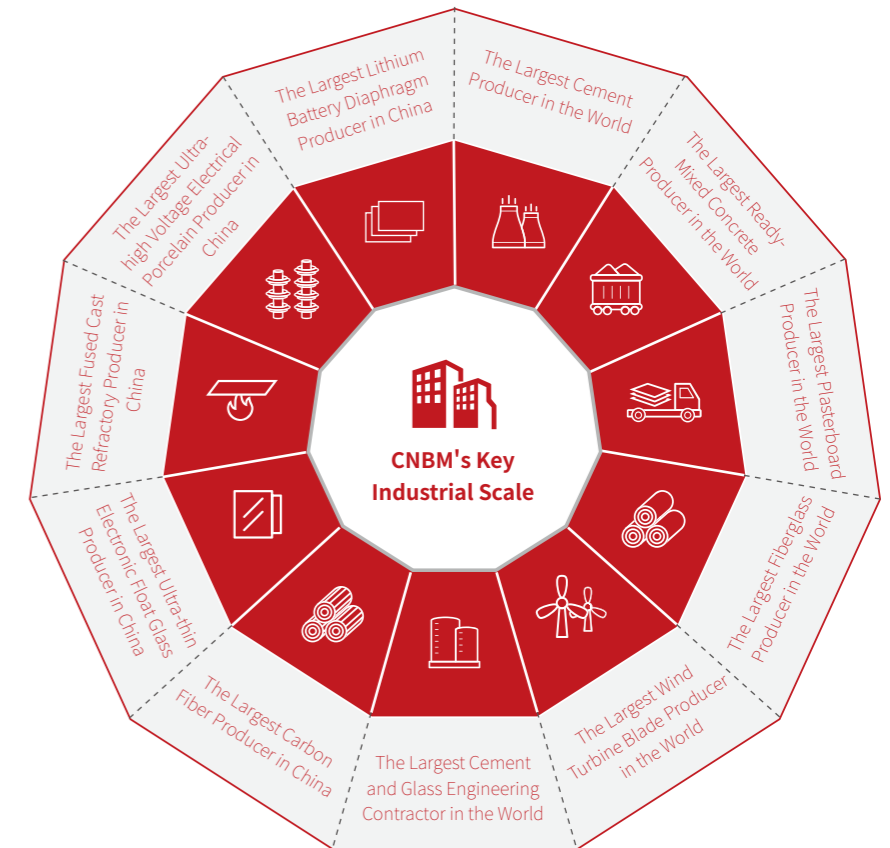 CNBM's Key
Industrial Scale
The Largest Cement
Producer in the World
The Largest Ready-
Mixed Concrete
Producer in the World
The Largest Plasterboard
Producer in the World
The Largest Fiberglass
Producer in the World
The Largest Wind
Turbine Blade Producer
in the World
The Largest Cement
and Glass Engineering
Contractor in the World
The Largest Carbon
Fiber Producer in China
The Largest Ultra-thin
Electronic Float Glass
Producer in China
The Largest Fused Cast
Refractory Producer in
China
The Largest Ultra-
high Voltage Electrical
Porcelain Producer in
China
The Largest Lithium
Battery Diaphragm
Producer in China